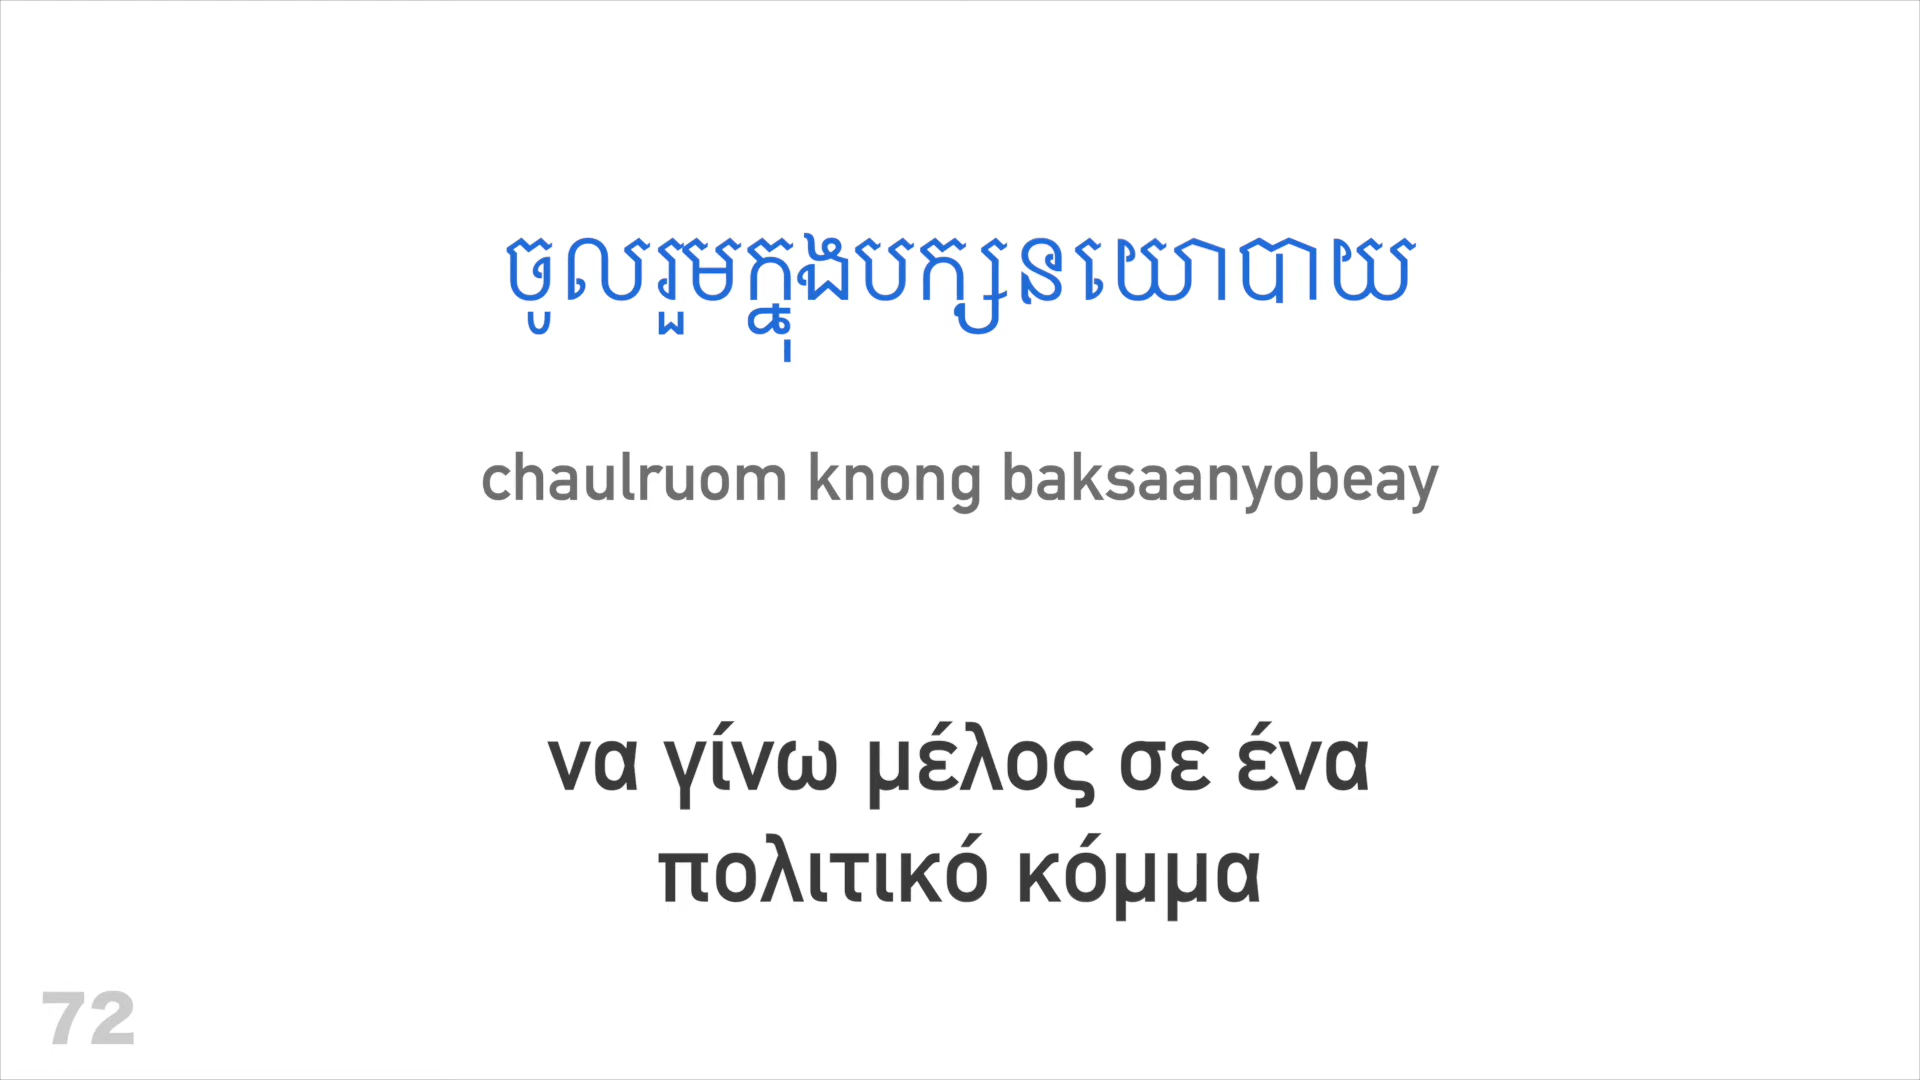 ចូលរួមក្នុងបក្សនយោបាយ
chaulruom knong baksaanyobeay
να γίνω μέλος σε ένα
πολιτικό κόμμα
72